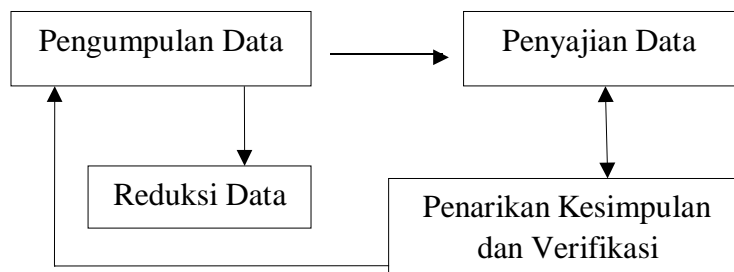 Pengumpulan Data
Penyajian Data
Reduksi Data
Penarikan Kesimpulan
dan Verifikasi